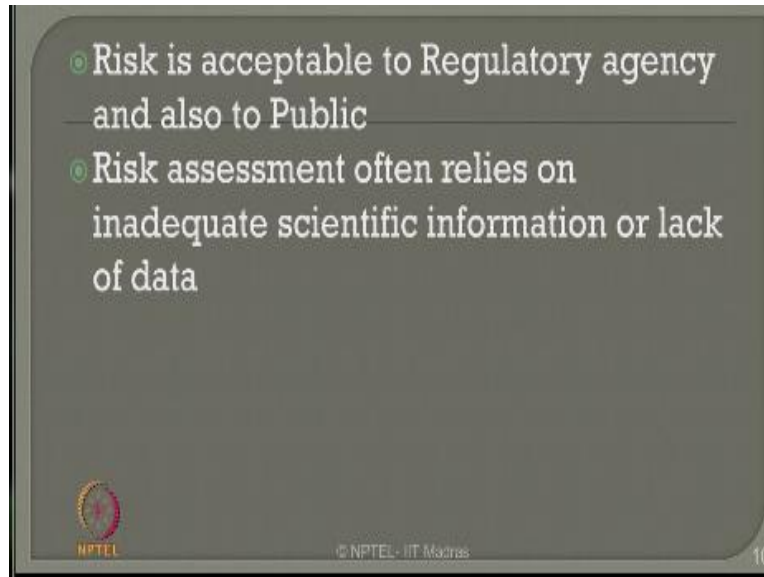 Risk is acceptable to Regulatory agency
and also to Public
Risk assessment often relies on
inadequate scientific information or lack
of data
NPTEL
© NPTEL- IIT Madras
10